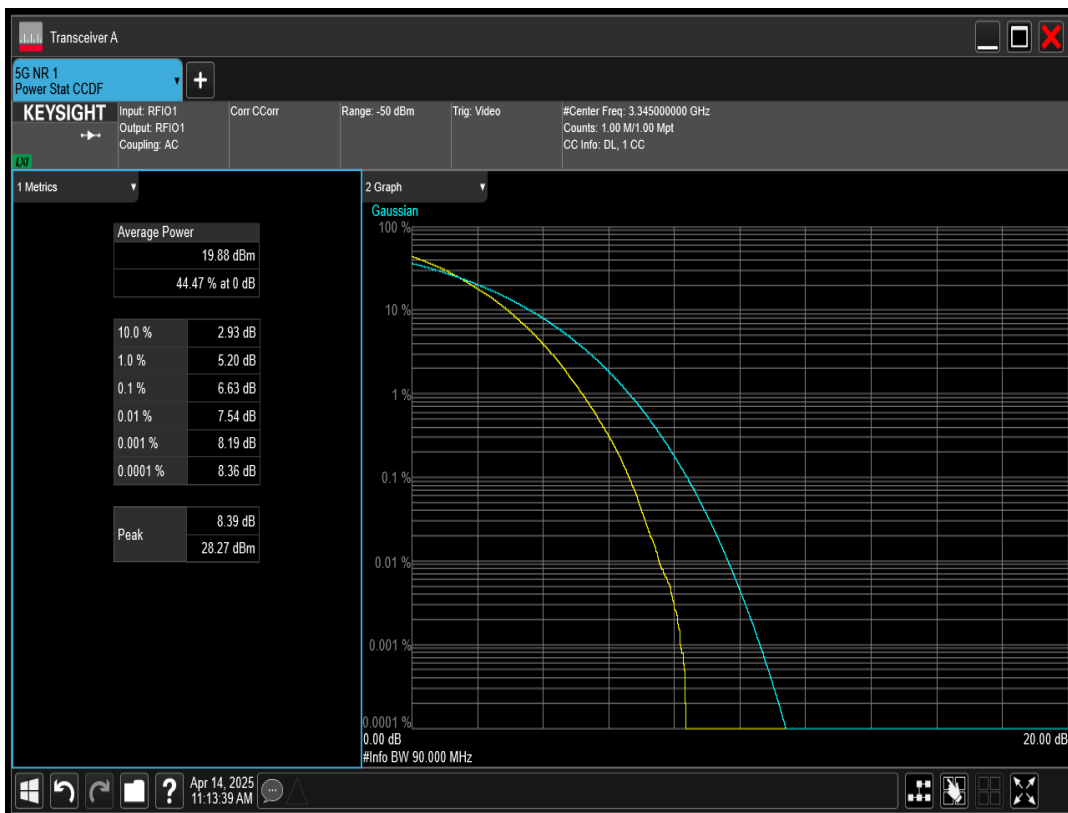 Transceiver A
5G NR 1
Power Stat CCDF
+
KEYSIGHT
LXI
Input: RFIO1
Output: RFIO1
Coupling: AC
Corr CCorr
Range: -50 dBm
Trig: Video
#Center Freq: 3.345000000 GHz
Counts: 1.00 M/1.00 Mpt
CC Info: DL, 1 CC
1 Metrics
Average Power
19.88 dBm
44.47 % at 0 dB
10.0 % 2.93 dB
1.0 % 5.20 dB
0.1 % 6.63 dB
0.01 % 7.54 dB
0.001 % 8.19 dB
0.0001 % 8.36 dB
Peak
8.39 dB
28.27 dBm
2 Graph
Gaussian
100 %
10 %
1 %
0.1 %
0.01 %
0.001 %
0.0001 %
0.00 dB 20.00 dB
#Info BW 90.000 MHz
?
Apr 14, 2025
11:13:39 AM